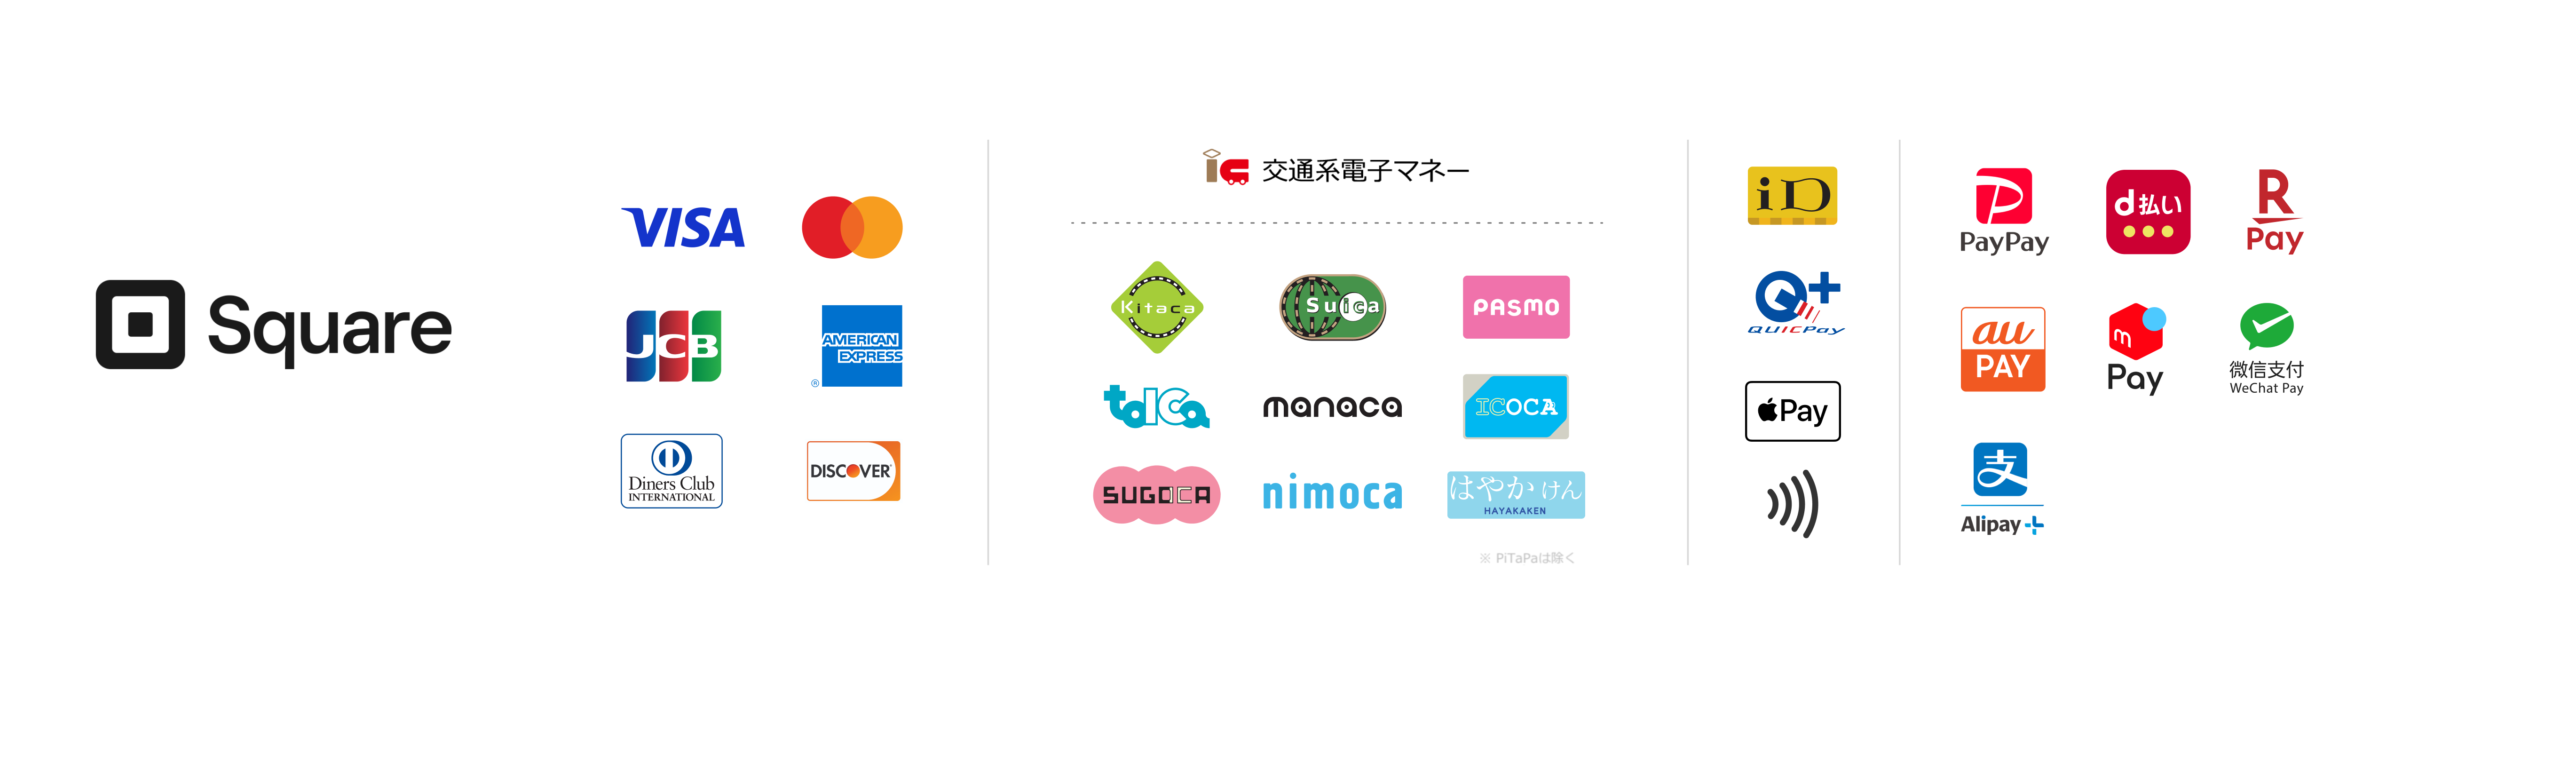 Square
VISA
JCB
AMERICAN
EXPRESS
®
Diners Club
INTERNATIONAL
DISCOVER
ic 交通系電子マネー
Kitaca
Suica
PASMO
TOICA
manaca
ICOCA
SUGOCA
nimoca
はやかけん
HAYAKAKEN
※ PiTaPaは除く
iD
Q+
QUICPay
Pay
PayPay
d払い
R
Pay
au
PAY
m
Pay
微信支付
WeChat Pay
支
Alipay+